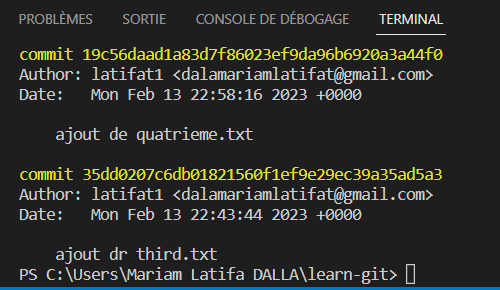 PROBLÈMES SORTIE CONSOLE DE DÉBOGAGE TERMINAL
commit 19c56daad1a83d7f86023ef9da96b6920a3a44f0
Author: latifat1 <dalamariamlatifat@gmail.com>
Date:   Mon Feb 13 22:58:16 2023 +0000
ajout de quatrieme.txt
commit 35dd0207c6db01821560f1ef9e29ec39a35ad5a3
Author: latifat1 <dalamariamlatifat@gmail.com>
Date:   Mon Feb 13 22:43:44 2023 +0000
ajout dr third.txt
PS C:\Users\Mariam Latifa DALLA\learn-git>